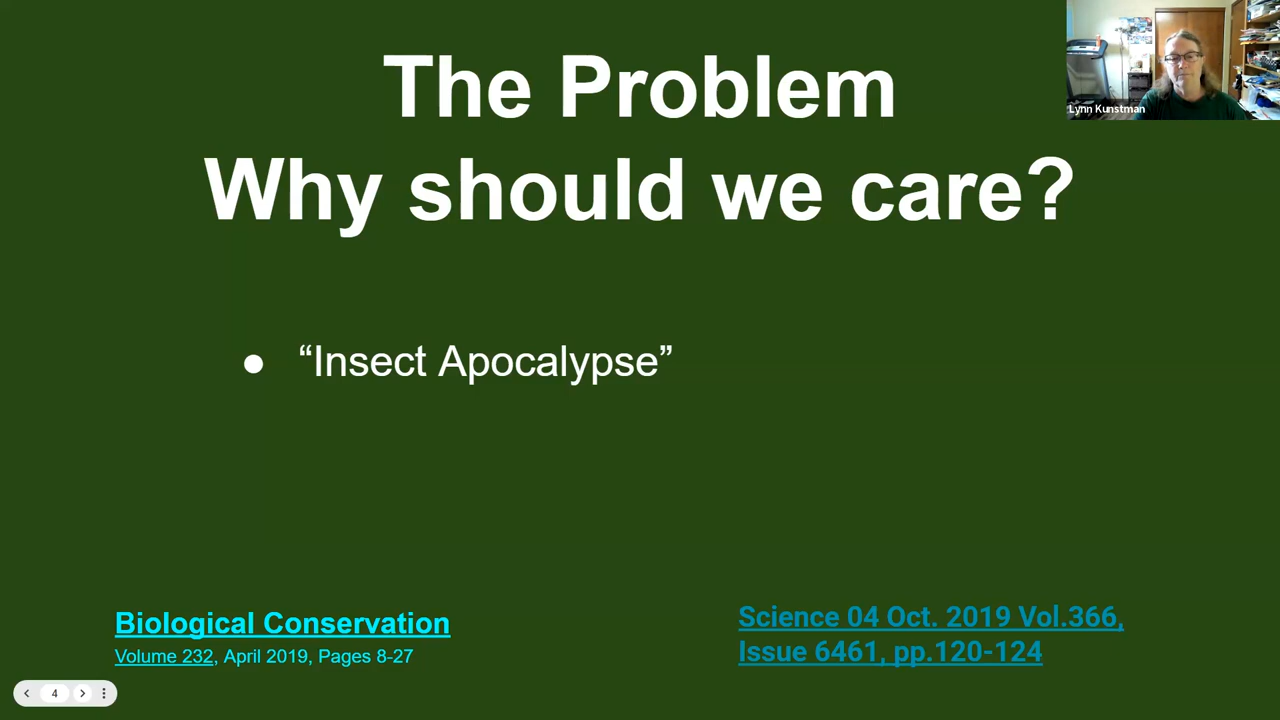 The Problem
Why should we care?
Lynn Kunstman
● “Insect Apocalypse”
Biological Conservation
Volume 232, April 2019, Pages 8-27
Science 04 Oct. 2019 Vol.366,
Issue 6461, pp.120-124
4